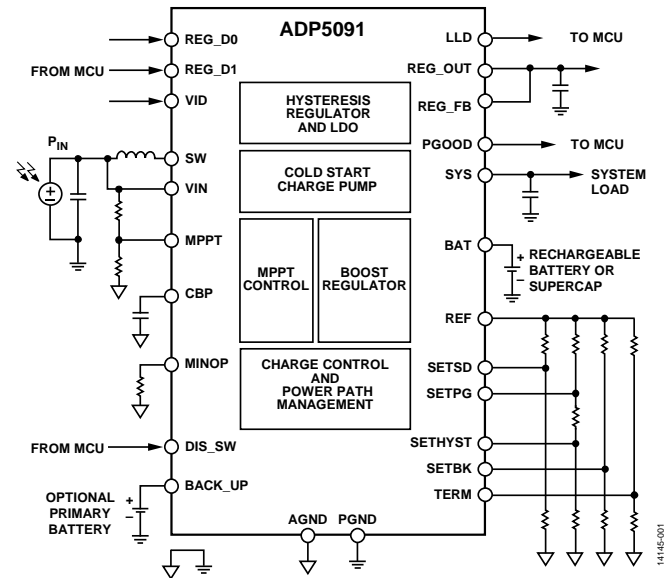 ADP5091
REG_D0
FROM MCU
REG_D1
VID
PIN
SW
VIN
MPPT
CBP
MINOP
FROM MCU
DIS_SW
BACK_UP
OPTIONAL
PRIMARY
BATTERY
HYSTERESIS
REGULATOR
AND LDO
COLD START
CHARGE PUMP
MPPT
CONTROL
BOOST
REGULATOR
CHARGE CONTROL
AND
POWER PATH
MANAGEMENT
AGND
PGND
LLD
TO MCU
REG_OUT
REG_FB
PGOOD
TO MCU
SYS
SYSTEM
LOAD
BAT
+
RECHARGEABLE
BATTERY OR
SUPERCAP
REF
SETSD
SETPG
SETHYST
SETBK
TERM
14145-001